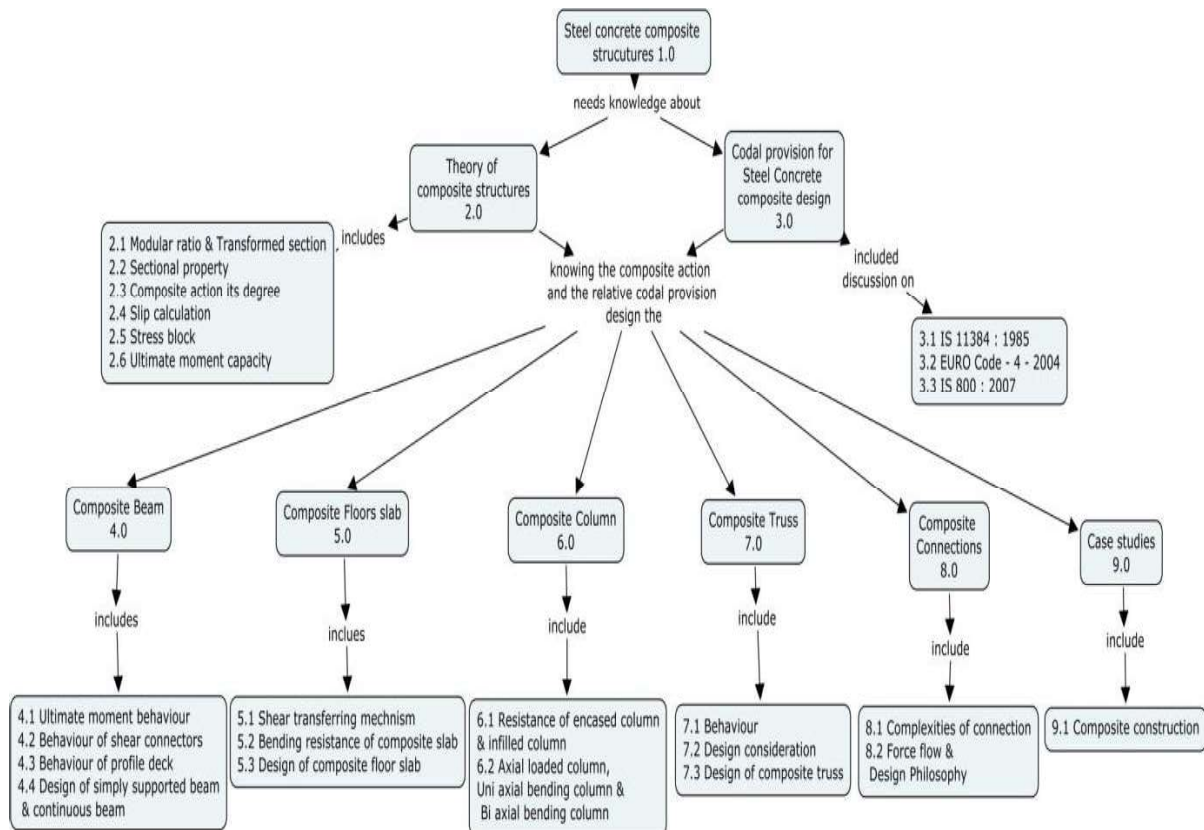 Steel concrete composite
strucutures 1.0
needs knowledge about
Theory of
composite structures
2.0
Codal provision for
Steel Concrete
composite design
3.0
includes
2.1 Modular ratio & Transformed section
2.2 Sectional property
2.3 Composite action its degree
2.4 Slip calculation
2.5 Stress block
2.6 Ultimate moment capacity
knowing the composite action
and the relative codal provision
design the
included
discussion on
3.1 IS 11384 : 1985
3.2 EURO Code - 4 - 2004
3.3 IS 800 : 2007
Composite Beam
4.0
Composite Floors slab
5.0
Composite Column
6.0
Composite Truss
7.0
Composite
Connections
8.0
Case studies
9.0
includes
inclues
include
include
include
include
4.1 Ultimate moment behaviour
4.2 Behaviour of shear connectors
4.3 Behaviour of profile deck
4.4 Design of simply supported beam
& continuous beam
5.1 Shear transferring mechnism
5.2 Bending resistance of composite slab
5.3 Design of composite floor slab
6.1 Resistance of encased column
& infilled column
6.2 Axial loaded column,
Uni axial bending column &
Bi axial bending column
7.1 Behaviour
7.2 Design consideration
7.3 Design of composite truss
8.1 Complexities of connection
8.2 Force flow &
Design Philosophy
9.1 Composite construction